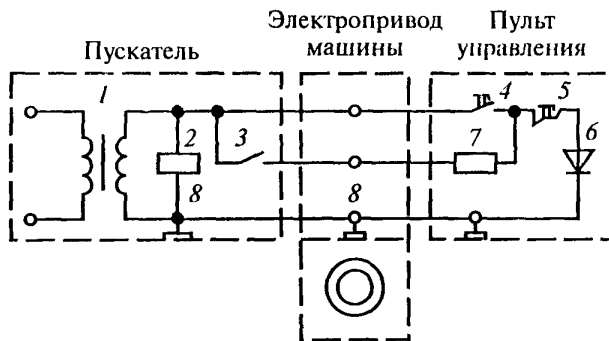 Пускатель
Электропривод
машины
Пульт
управления
1
2
3
4
5
6
7
8
8